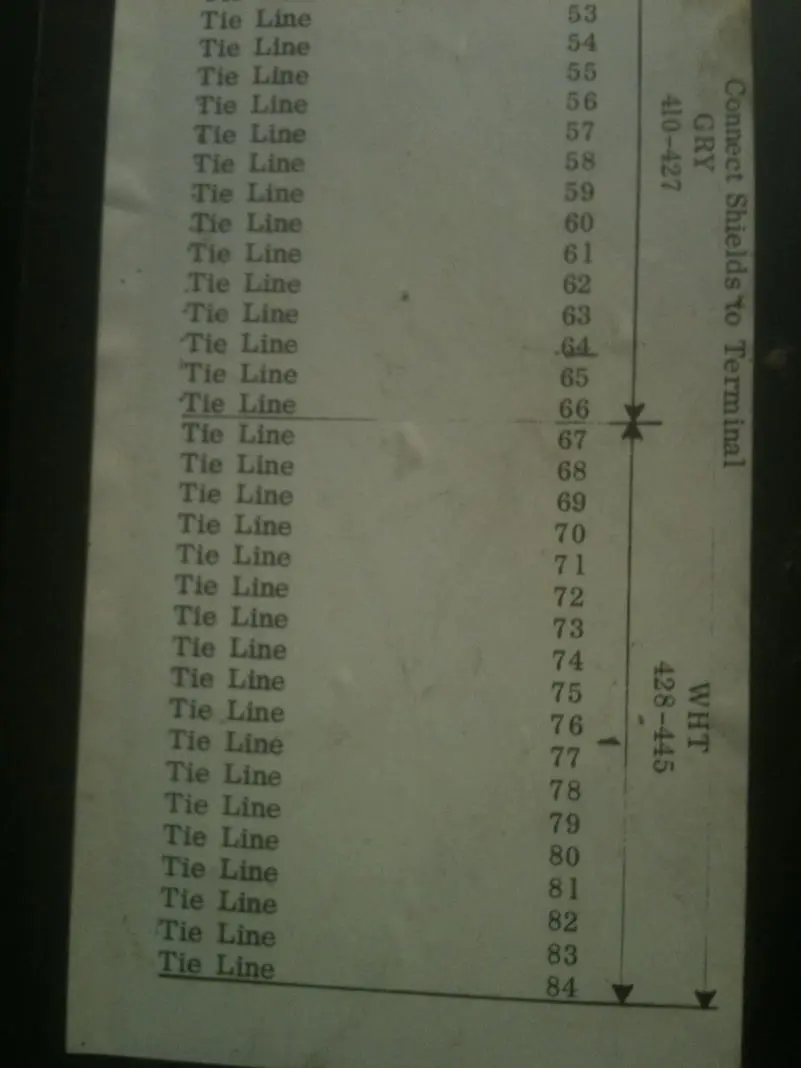 Tie Line 53
Tie Line 54
Tie Line 55
Tie Line 56
Tie Line 57
Tie Line 58
Tie Line 59
Tie Line 60
Tie Line 61
Tie Line 62
Tie Line 63
Tie Line 64
Tie Line 65
Tie Line 66
Tie Line 67
Tie Line 68
Tie Line 69
Tie Line 70
Tie Line 71
Tie Line 72
Tie Line 73
Tie Line 74
Tie Line 75
Tie Line 76
Tie Line 77
Tie Line 78
Tie Line 79
Tie Line 80
Tie Line 81
Tie Line 82
Tie Line 83
Tie Line 84
Connect Shields to Terminal
GRY
410-427
WHT
428-445